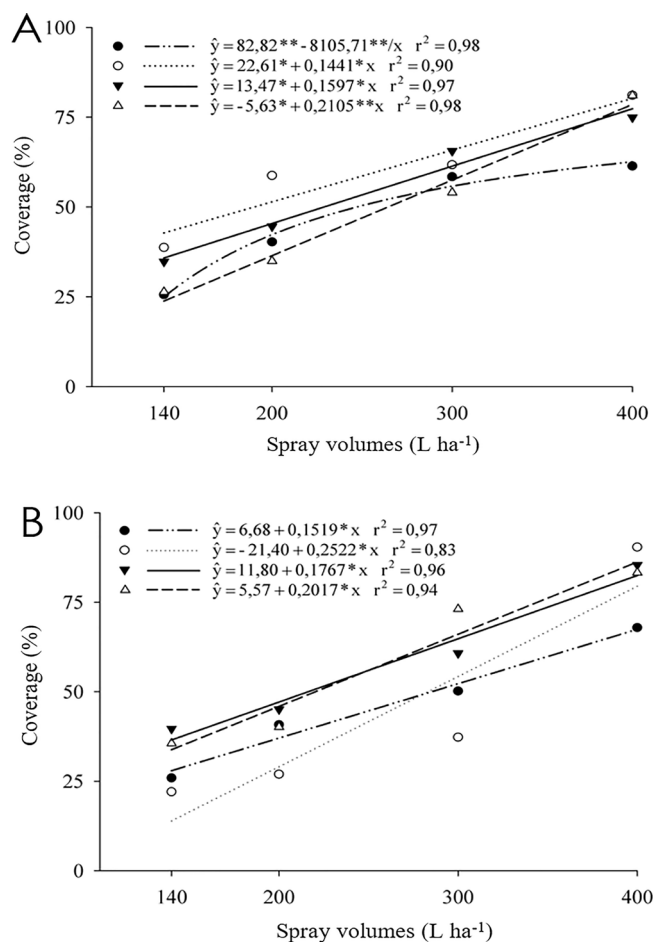 A
100
75
50
25
0
Coverage (%)
ŷ = 82,82** - 8105,71**/x r² = 0,98
ŷ = 22,61* + 0,1441* x r² = 0,90
ŷ = 13,47* + 0,1597* x r² = 0,97
ŷ = -5,63* + 0,2105** x r² = 0,98
140 200 300 400
Spray volumes (L ha⁻¹)
B
100
75
50
25
0
Coverage (%)
ŷ = 6,68 + 0,1519* x r² = 0,97
ŷ = - 21,40 + 0,2522* x r² = 0,83
ŷ = 11,80 + 0,1767* x r² = 0,96
ŷ = 5,57 + 0,2017* x r² = 0,94
140 200 300 400
Spray volumes (L ha⁻¹)